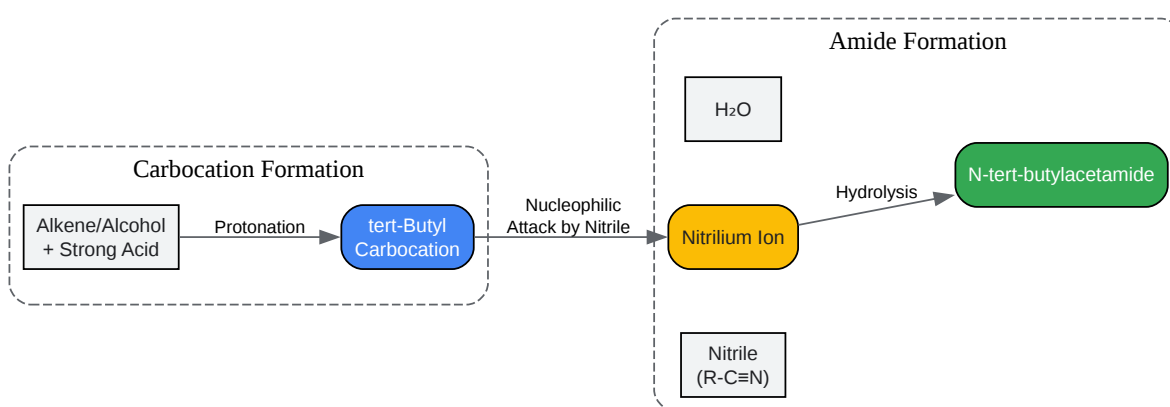 Carbocation Formation
Alkene/Alcohol
+ Strong Acid
Protonation
tert-Butyl
Carbocation
Nucleophilic
Attack by Nitrile
Amide Formation
H₂O
Nitrilium Ion
Hydrolysis
N-tert-butylacetamide
Nitrile
(R-C≡N)